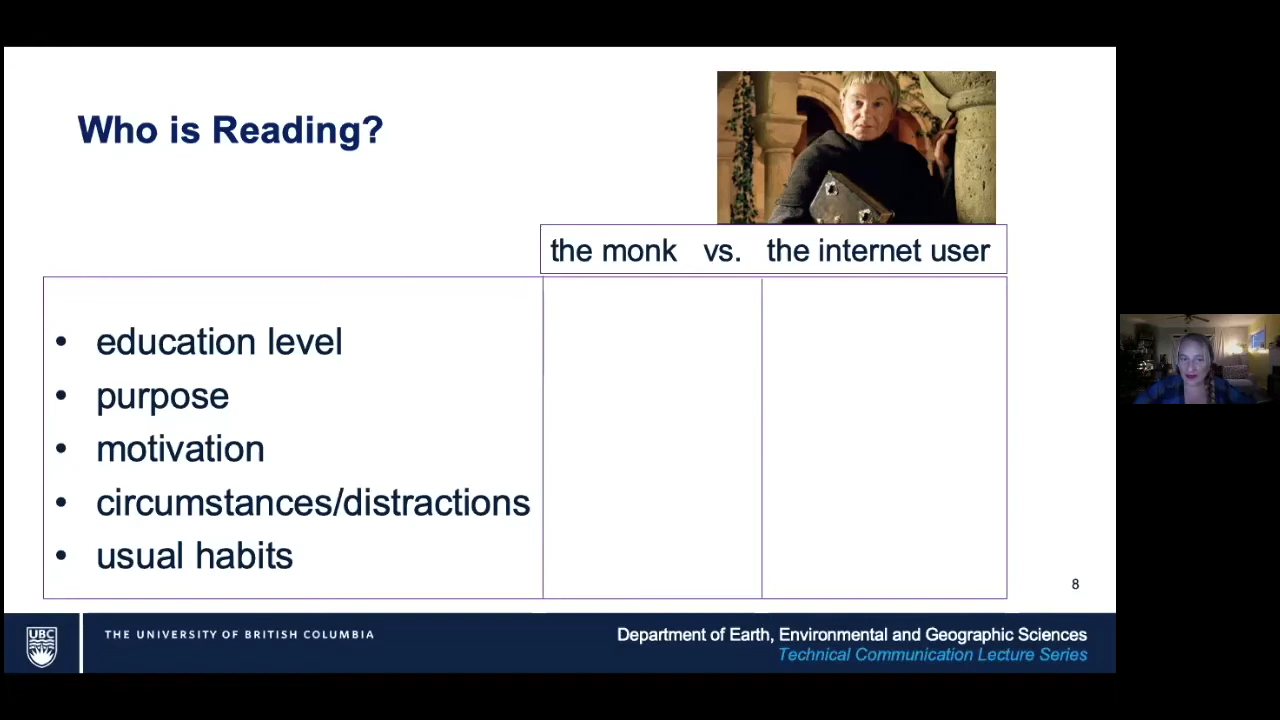 Who is Reading?
the monk vs. the internet user
• education level
• purpose
• motivation
• circumstances/distractions
• usual habits
8
UBC
THE UNIVERSITY OF BRITISH COLUMBIA
Department of Earth, Environmental and Geographic Sciences
Technical Communication Lecture Series